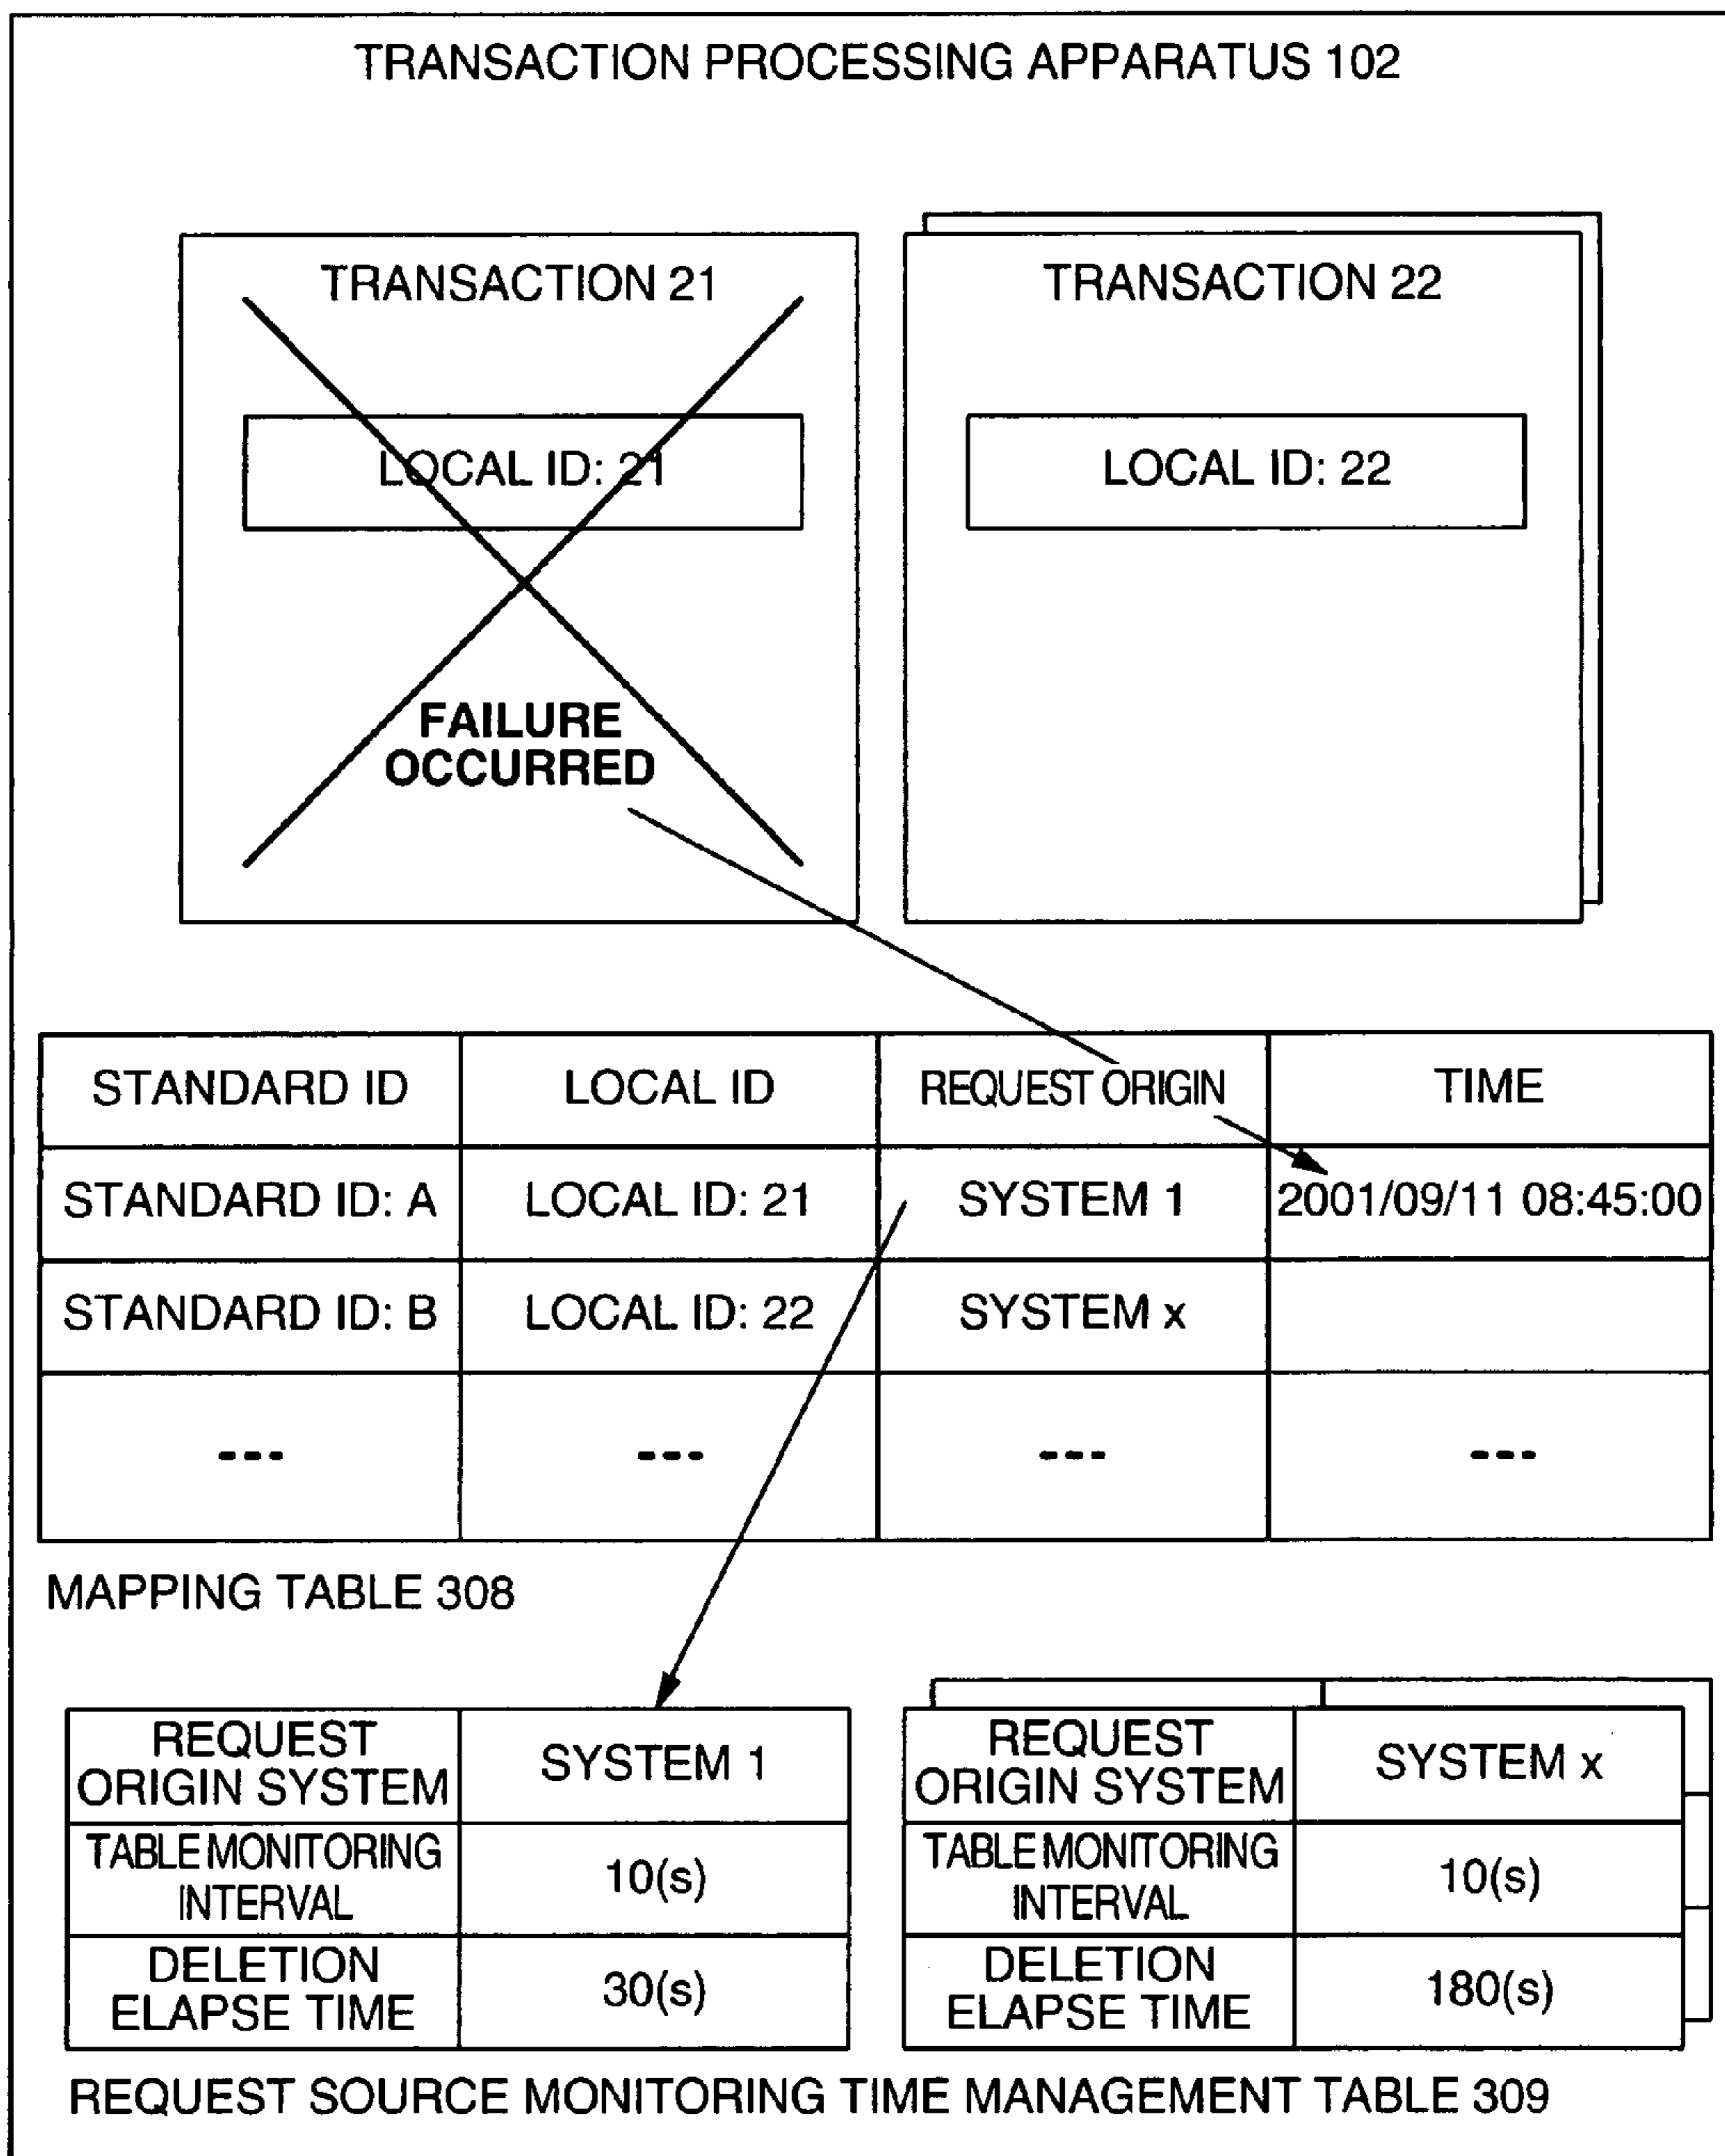 TRANSACTION PROCESSING APPARATUS 102
TRANSACTION 21
TRANSACTION 22
LOCAL ID: 21
LOCAL ID: 22
FAILURE
OCCURRED
STANDARD ID LOCAL ID REQUEST ORIGIN TIME
STANDARD ID: A LOCAL ID: 21 SYSTEM 1 2001/09/11 08:45:00
STANDARD ID: B LOCAL ID: 22 SYSTEM x
--- --- --- ---
MAPPING TABLE 308
REQUEST
ORIGIN SYSTEM
SYSTEM 1
TABLE MONITORING
INTERVAL
10(s)
DELETION
ELAPSE TIME
30(s)
REQUEST
ORIGIN SYSTEM
SYSTEM x
TABLE MONITORING
INTERVAL
10(s)
DELETION
ELAPSE TIME
180(s)
REQUEST SOURCE MONITORING TIME MANAGEMENT TABLE 309